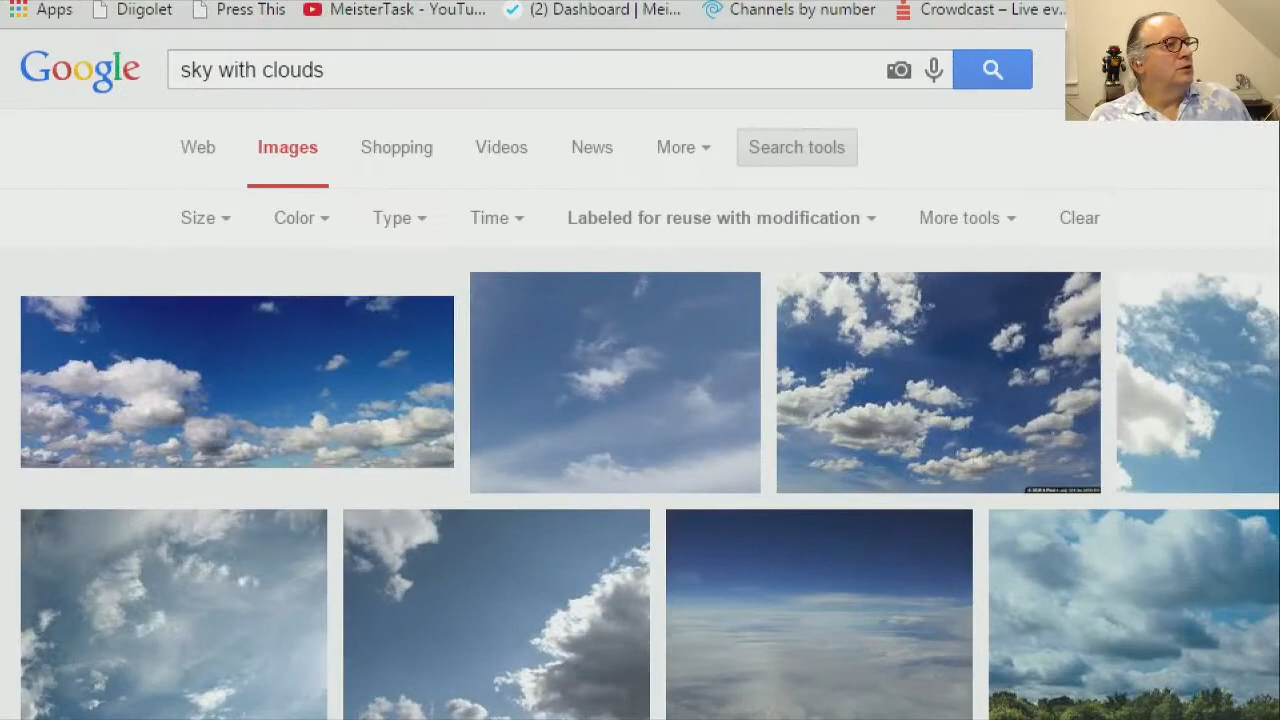 Apps Diigolet Press This MeisterTask - YouTu... (2) Dashboard | Mei... Channels by number Crowdcast – Live ev...
Google sky with clouds
Web Images Shopping Videos News More Search tools
Size Color Type Time Labeled for reuse with modification More tools Clear